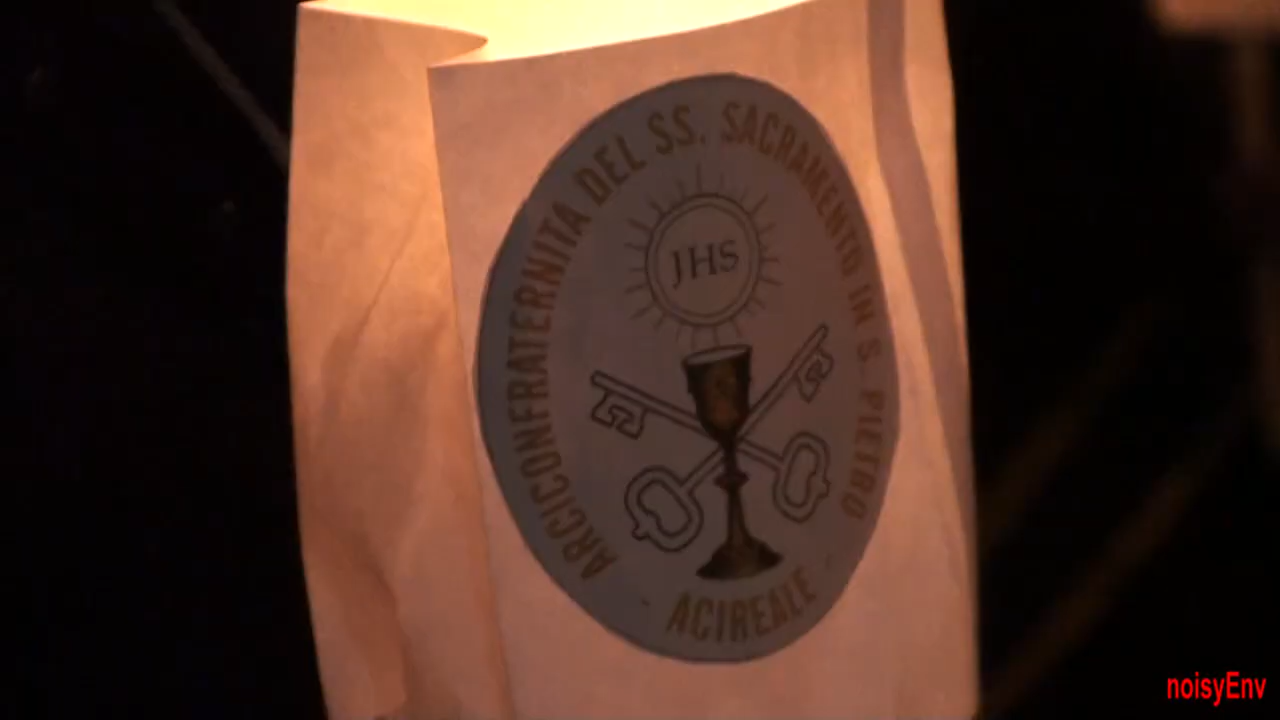 ARCICONFRATERNITA DEL SS. SACRAMENTO IN S. PIETRO
JHS
- ACIREALE -
noisyEnv